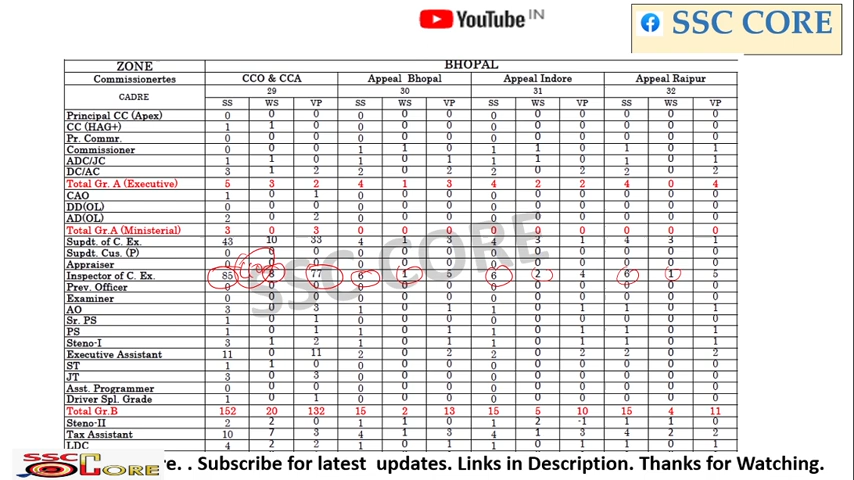 YouTube IN
SSC CORE
ZONE BHOPAL
Commissionertes CCO & CCA Appeal Bhopal Appeal Indore Appeal Raipur
CADRE 29 30 31 32
SS WS VP SS WS VP SS WS VP SS WS VP
Principal CC (Apex) 0 0 0 0 0 0 0 0 0 0 0 0
CC (HAG+) 1 1 0 0 0 0 0 0 0 0 0 0
Pr. Commr. 0 0 0 0 0 0 0 0 0 0 0 0
Commissioner 0 0 0 1 1 0 1 1 0 1 0 1
ADC/JC 1 1 0 1 0 1 1 1 0 1 0 1
DC/AC 3 1 2 2 0 2 2 0 2 2 0 2
Total Gr. A (Executive) 5 3 2 4 1 3 4 2 2 4 0 4
CAO 1 0 1 0 0 0 0 0 0 0 0 0
DD(OL) 0 0 0 0 0 0 0 0 0 0 0 0
AD(OL) 2 0 2 0 0 0 0 0 0 0 0 0
Total Gr.A (Ministerial) 3 0 3 0 0 0 0 0 0 0 0 0
Supdt. of C. Ex. 43 10 33 4 1 3 4 3 1 4 3 1
Supdt. Cus. (P) 0 0 0 0 0 0 0 0 0 0 0 0
Appraiser 0 0 0 0 0 0 0 0 0 0 0
Inspector of C. Ex. 85 8 77 6 1 5 6 2 4 6 1 5
Prev. Officer 0 0 0 0 0 0 0 0 0 0 0 0
Examiner 0 0 0 0 0 0 0 0 0 0 0 0
AO 3 0 3 1 0 1 1 0 1 1 0 1
Sr. PS 1 0 1 0 0 0 0 0 0 0 0 0
PS 1 0 1 1 0 1 1 0 1 1 0 1
Steno-I 3 1 2 1 0 1 1 0 1 1 0 1
Executive Assistant 11 0 11 2 0 2 2 0 2 2 0 2
ST 1 1 0 0 0 0 0 0 0 0 0 0
JT 3 0 3 0 0 0 0 0 0 0 0 0
Asst. Programmer 0 0 0 0 0 0 0 0 0 0 0 0
Driver Spl. Grade 1 0 1 0 0 0 0 0 0 0 0 0
Total Gr.B 152 20 132 15 2 13 15 5 10 15 4 11
Steno-II 2 2 0 1 1 0 1 2 -1 1 1 0
Tax Assistant 10 7 3 4 1 3 4 1 3 4 2 2
LDC 4 2 2 1 0 1 1 0 1 1 0 1
SSC CORE
SSC CORE
re. . Subscribe for latest updates. Links in Description. Thanks for Watching.